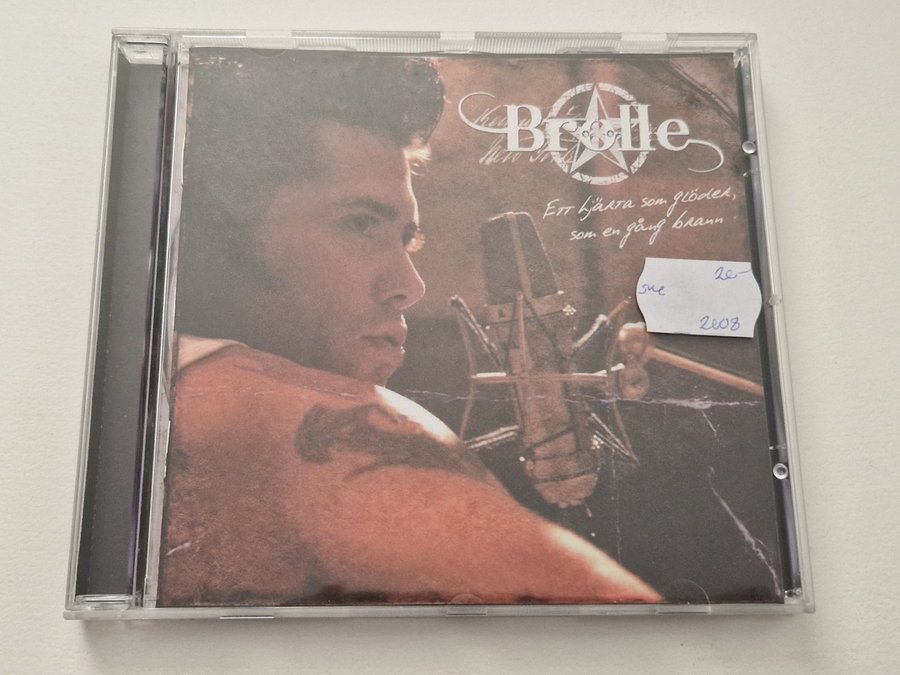 Brolle
Ett hjärta som glöder,
som en gång brann
20-
swe
2008